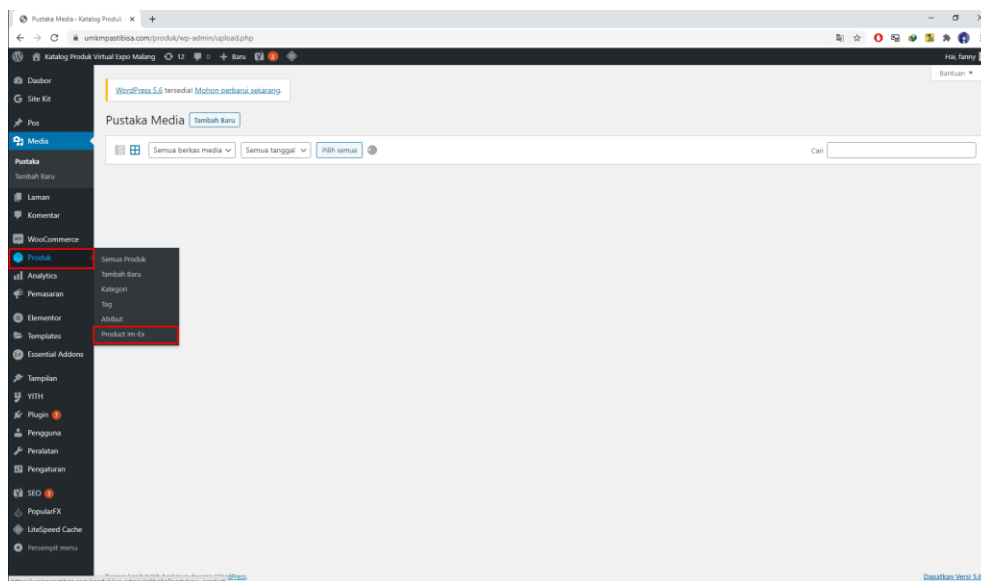 Pustaka Media ‹ Katalog Produk
umkmpastibisa.com/produk/wp-admin/upload.php
Katalog Produk Virtual Expo Malang 12 0 + Baru 3
Hai, fanny
Bantuan
Dasbor
Site Kit
Pos
Media
Pustaka
Tambah Baru
Laman
Komentar
WooCommerce
Produk
Analytics
Pemasaran
Elementor
Templates
Essential Addons
Tampilan
YITH
Plugin 7
Pengguna
Peralatan
Pengaturan
SEO 3
PopularFX
LiteSpeed Cache
Persempit menu
Semua Produk
Tambah Baru
Kategori
Tag
Atribut
Product Im-Ex
WordPress 5.6 tersedia! Mohon perbarui sekarang.
Pustaka Media Tambah Baru
Semua berkas media Semua tanggal Pilih semua
Cari
Dapatkan Versi 5.6